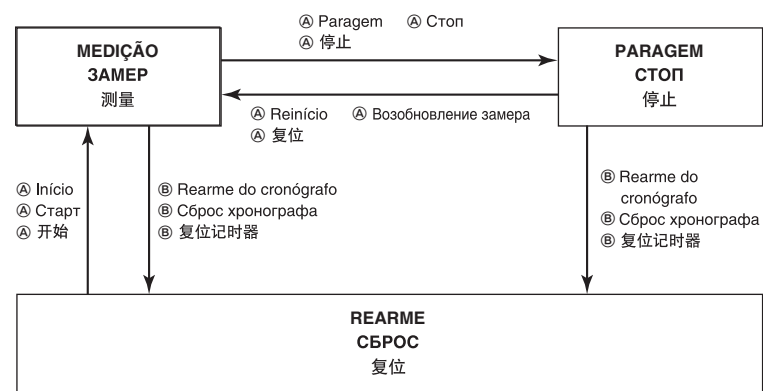 Ⓐ Paragem Ⓐ Стоп
Ⓐ 停止
MEDIÇÃO
ЗАМЕР
测量
PARAGEM
СТОП
停止
Ⓐ Reinício Ⓐ Возобновление замера
Ⓐ 复位
Ⓐ Início
Ⓐ Старт
Ⓐ 开始
Ⓑ Rearme do cronógrafo
Ⓑ Сброс хронографа
Ⓑ 复位记时器
Ⓑ Rearme do
cronógrafo
Ⓑ Сброс хронографа
Ⓑ 复位记时器
REARME
СБРОС
复位